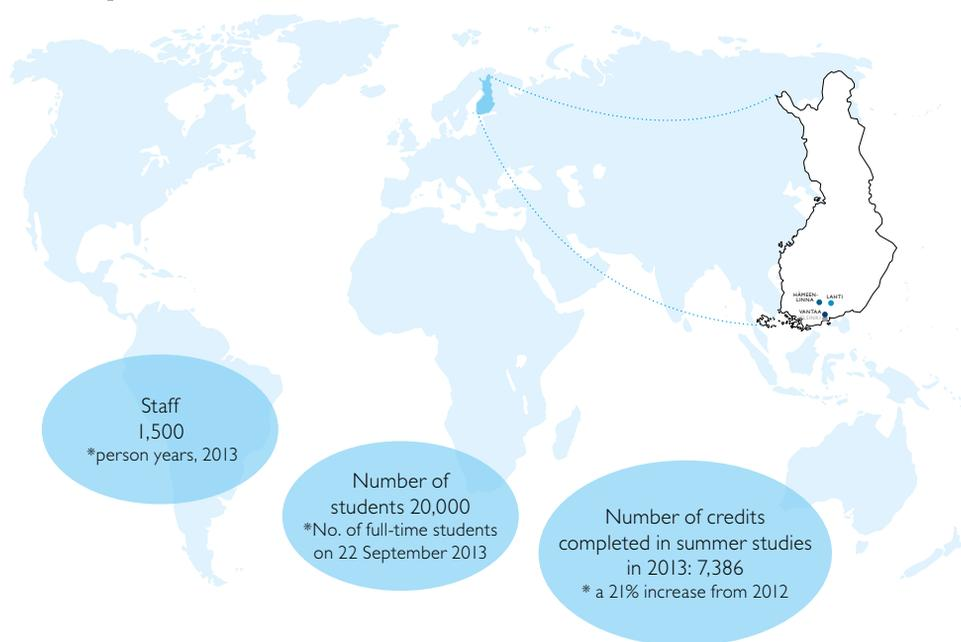 HÄMEEN-
LINNA
LAHTI
VANTAA
Staff
1,500
*person years, 2013
Number of
students 20,000
*No. of full-time students
on 22 September 2013
Number of credits
completed in summer studies
in 2013: 7,386
* a 21% increase from 2012